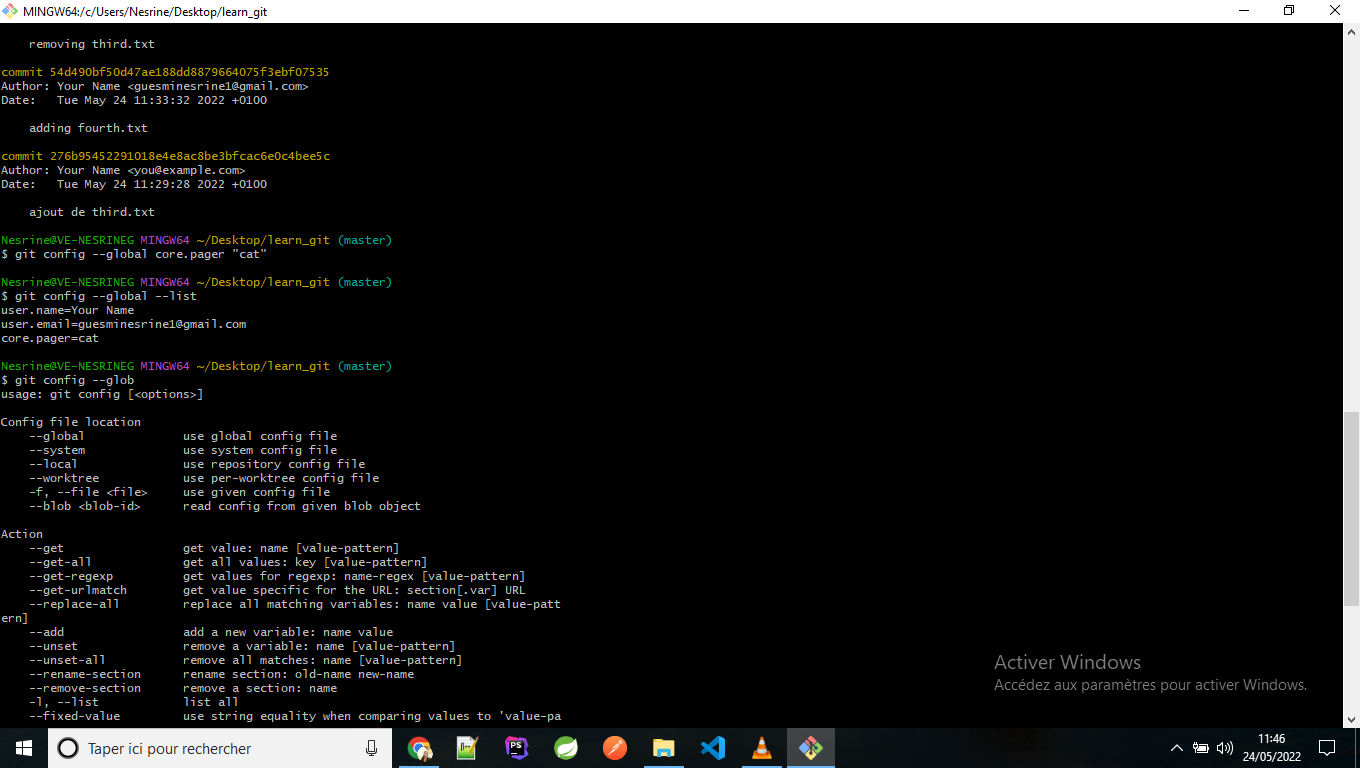 MINGW64:/c/Users/Nesrine/Desktop/learn_git
removing third.txt
commit 54d490bf50d47ae188dd8879664075f3ebf07535
Author: Your Name <guesminesrine1@gmail.com>
Date:   Tue May 24 11:33:32 2022 +0100
adding fourth.txt
commit 276b95452291018e4e8ac8be3bfcac6e0c4bee5c
Author: Your Name <you@example.com>
Date:   Tue May 24 11:29:28 2022 +0100
ajout de third.txt
Nesrine@VE-NESRINEG MINGW64 ~/Desktop/learn_git (master)
$ git config --global core.pager "cat"
Nesrine@VE-NESRINEG MINGW64 ~/Desktop/learn_git (master)
$ git config --global --list
user.name=Your Name
user.email=guesminesrine1@gmail.com
core.pager=cat
Nesrine@VE-NESRINEG MINGW64 ~/Desktop/learn_git (master)
$ git config --glob
usage: git config [<options>]
Config file location
--global              use global config file
--system              use system config file
--local               use repository config file
--worktree            use per-worktree config file
-f, --file <file>     use given config file
--blob <blob-id>      read config from given blob object
Action
--get                 get value: name [value-pattern]
--get-all             get all values: key [value-pattern]
--get-regexp          get values for regexp: name-regex [value-pattern]
--get-urlmatch        get value specific for the URL: section[.var] URL
--replace-all         replace all matching variables: name value [value-patt
ern]
--add                 add a new variable: name value
--unset               remove a variable: name [value-pattern]
--unset-all           remove all matches: name [value-pattern]
--rename-section      rename section: old-name new-name
--remove-section      remove a section: name
-l, --list            list all
--fixed-value         use string equality when comparing values to 'value-pa
Activer Windows
Accédez aux paramètres pour activer Windows.
Taper ici pour rechercher
PS
11:46
24/05/2022